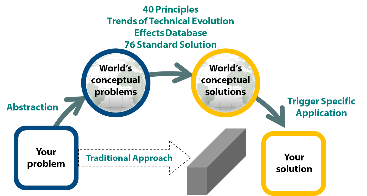 40 Principles
Trends of Technical Evolution
Effects Database
76 Standard Solution
World's
conceptual
problems
World's
conceptual
solutions
Abstraction
Trigger Specific
Application
Your
problem
Traditional Approach
Your
solution